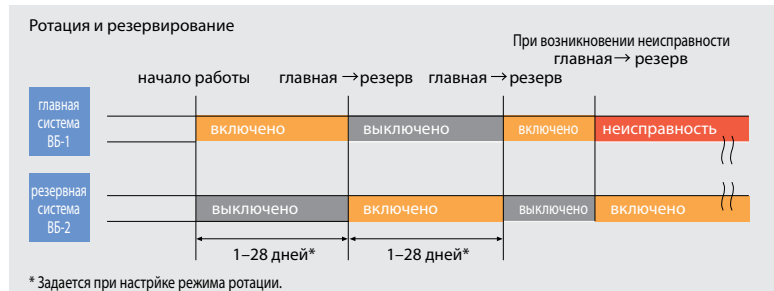 Ротация и резервирование
При возникновении неисправности
главная→ резерв
начало работы главная →резерв главная →резерв
главная
система
ВБ-1
включено выключено включено неисправность
резервная
система
ВБ-2
выключено включено выключено включено
1–28 дней* 1–28 дней*
* Задается при настрйке режима ротации.